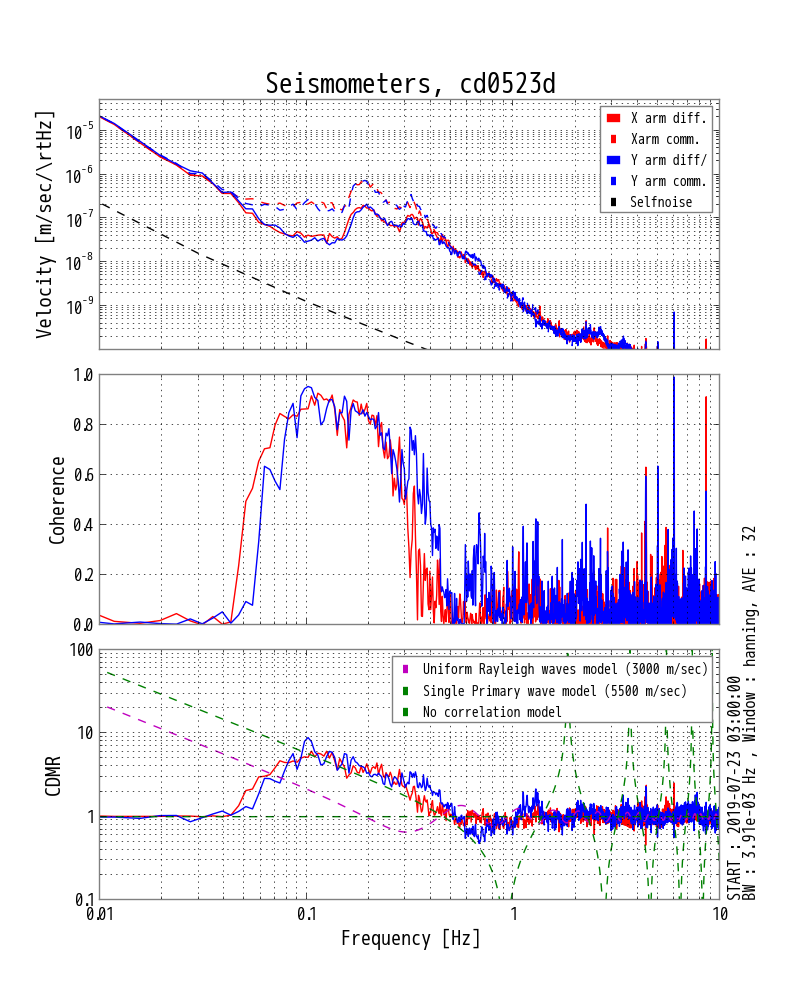 Seismometers, cd0523d
Velocity [m/sec/\rtHz]
10^-5
10^-6
10^-7
10^-8
10^-9
X arm diff.
Xarm comm.
Y arm diff/
Y arm comm.
Selfnoise
Coherence
1.0
0.8
0.6
0.4
0.2
0.0
CDMR
100
10
1
0.1
Uniform Rayleigh waves model (3000 m/sec)
Single Primary wave model (5500 m/sec)
No correlation model
0.01
0.1
1
10
Frequency [Hz]
START : 2019-07-23 03:00:00
BW : 3.91e-03 Hz , Window : hanning, AVE : 32